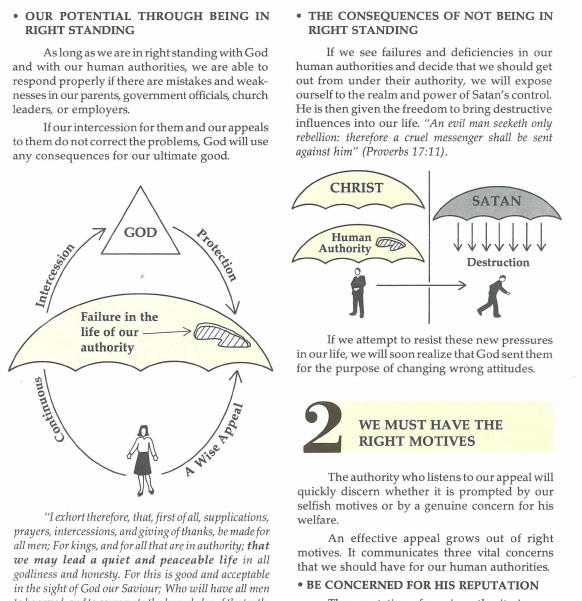 • OUR POTENTIAL THROUGH BEING IN
RIGHT STANDING
As long as we are in right standing with God
and with our human authorities, we are able to
respond properly if there are mistakes and weak-
nesses in our parents, government officials, church
leaders, or employers.
If our intercession for them and our appeals
to them do not correct the problems, God will use
any consequences for our ultimate good.
GOD
Intercession
Protection
Failure in the
life of our
authority
Continuous
A Wise Appeal
"I exhort therefore, that, first of all, supplications,
prayers, intercessions, and giving of thanks, be made for
all men; For kings, and for all that are in authority; that
we may lead a quiet and peaceable life in all
godliness and honesty. For this is good and acceptable
in the sight of God our Saviour; Who will have all men
• THE CONSEQUENCES OF NOT BEING IN
RIGHT STANDING
If we see failures and deficiencies in our
human authorities and decide that we should get
out from under their authority, we will expose
ourself to the realm and power of Satan's control.
He is then given the freedom to bring destructive
influences into our life. "An evil man seeketh only
rebellion: therefore a cruel messenger shall be sent
against him" (Proverbs 17:11).
CHRIST
SATAN
Human
Authority
Destruction
If we attempt to resist these new pressures
in our life, we will soon realize that God sent them
for the purpose of changing wrong attitudes.
2
WE MUST HAVE THE
RIGHT MOTIVES
The authority who listens to our appeal will
quickly discern whether it is prompted by our
selfish motives or by a genuine concern for his
welfare.
An effective appeal grows out of right
motives. It communicates three vital concerns
that we should have for our human authorities.
• BE CONCERNED FOR HIS REPUTATION